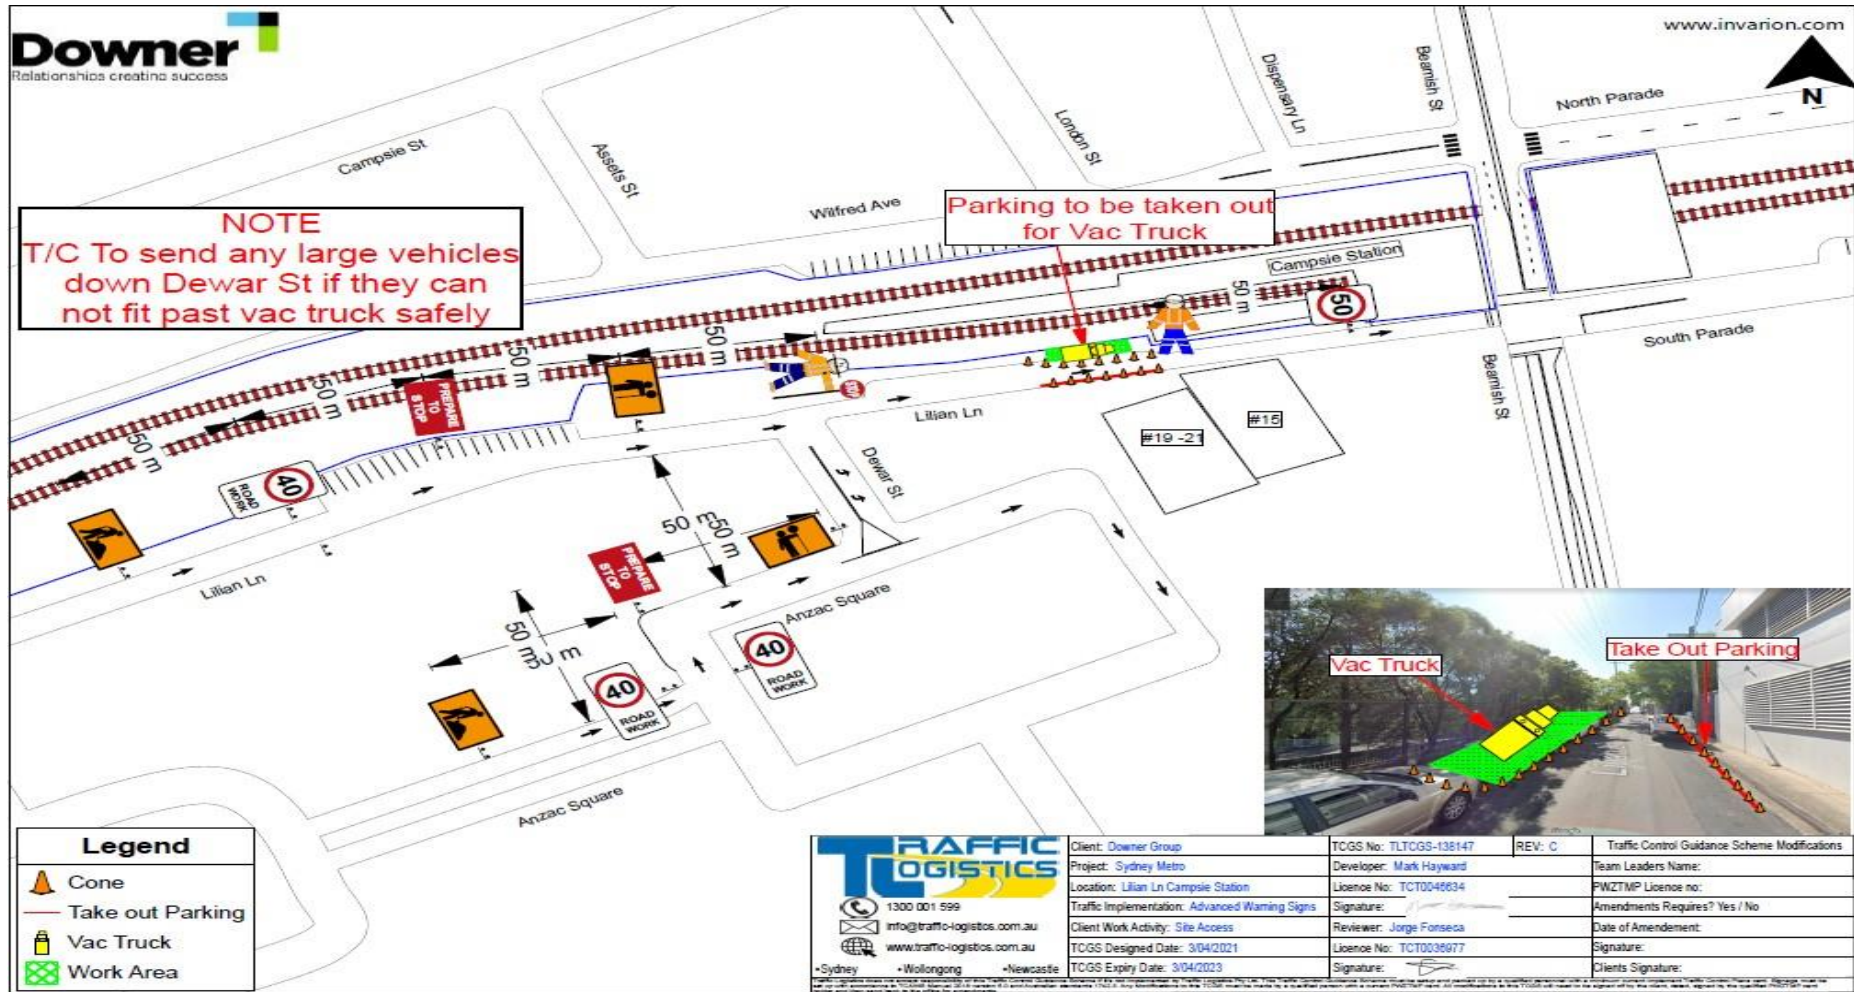 Downer
Relationships creating success
www.invarion.com
N
Campsie St
Assets St
London St
Dispensary Ln
Beamish St
North Parade
Wilfred Ave
NOTE
T/C To send any large vehicles
down Dewar St if they can
not fit past vac truck safely
Parking to be taken out
for Vac Truck
Campsie Station
50 m
50
South Parade
Beamish St
50 m
50 m
50 m
50 m
PREPARE
TO
STOP
STOP
Lilian Ln
#19 -21
#15
40
ROAD
WORK
Dewar St
50 m
50 m
PREPARE
TO
STOP
Lilian Ln
Anzac Square
50 m
50 m
40
ROAD
WORK
40
ROAD
WORK
Anzac Square
Vac Truck
Take Out Parking
Legend
Cone
Take out Parking
Vac Truck
Work Area
TRAFFIC
LOGISTICS
1300 001 599
info@traffic-logistics.com.au
www.traffic-logistics.com.au
•Sydney •Wollongong •Newcastle
Client: Downer Group
Project: Sydney Metro
Location: Lilian Ln Campsie Station
Traffic Implementation: Advanced Warning Signs
Client Work Activity: Site Access
TCGS Designed Date: 3/04/2021
TCGS Expiry Date: 3/04/2023
TCGS No: TLTCGS-138147 REV: C
Developer: Mark Hayward
Licence No: TCT0046634
Signature:
Reviewer: Jorge Fonseca
Licence No: TCT0036977
Signature:
Traffic Control Guidance Scheme Modifications
Team Leaders Name:
PWZTMP Licence no:
Amendments Requires? Yes / No
Date of Amendement:
Signature:
Clients Signature: